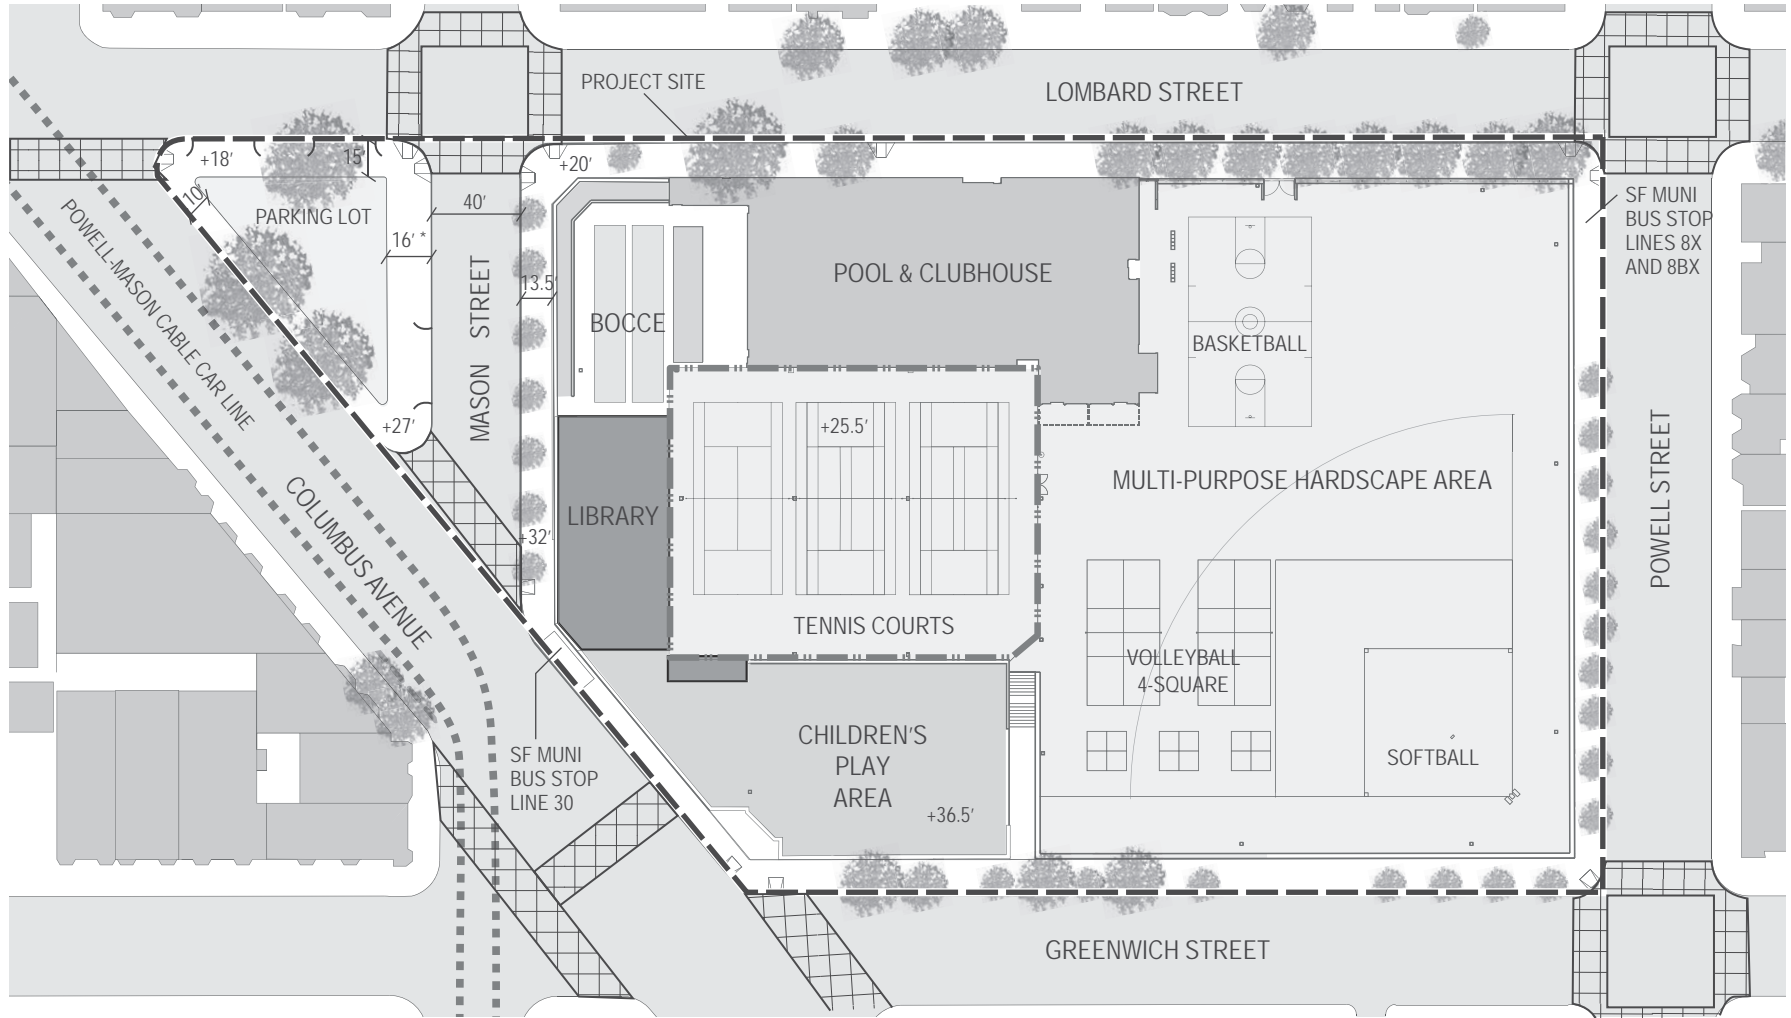 PROJECT SITE
LOMBARD STREET
+18'
15'
+20'
10'
PARKING LOT
40'
16' *
13.5'
SF MUNI
BUS STOP
LINES 8X
AND 8BX
POWELL-MASON CABLE CAR LINE
MASON STREET
POOL & CLUBHOUSE
BOCCE
BASKETBALL
+27'
+25.5'
MULTI-PURPOSE HARDSCAPE AREA
POWELL STREET
COLUMBUS AVENUE
LIBRARY
+32'
TENNIS COURTS
VOLLEYBALL
4-SQUARE
CHILDREN'S
PLAY
AREA
SOFTBALL
SF MUNI
BUS STOP
LINE 30
+36.5'
GREENWICH STREET